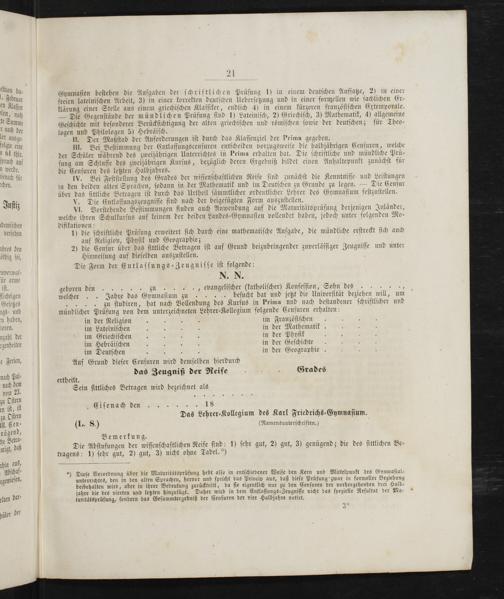 21
Gymnasien bestehen die Aufgaben der schriftlichen Prüfung 1) in einem deutschen Aufsatze, 2) in einer
freien lateinischen Arbeit, 3) in einer korrekten deutschen Uebersetzung und in einer formellen wie sachlichen Er-
klärung einer Stelle aus einem griechischen Klassiker, endlich 4) in einem kürzeren französischen Extemporale.
— Die Gegenstände der mündlichen Prüfung sind 1) Lateinisch, 2) Griechisch, 3) Mathematik, 4) allgemeine
Geschichte mit besonderer Berücksichtigung der alten griechischen und römischen sowie der deutschen; für Theo-
logen und Philologen 5) Hebräisch.
II. Der Maßstab der Anforderungen ist durch das Klassenziel der Prima gegeben.
III. Bei Bestimmung der Entlassungscensuren entscheiden vorzugsweise die halbjährigen Censuren, welche
der Schüler während des zweijährigen Unterrichts in Prima erhalten hat. Die schriftliche und mündliche Prü-
fung am Schlusse des zweijährigen Kursus, bezüglich deren Ergebniß bildet einen Anhaltepunkt zunächst für
die Censuren des letzten Halbjahres.
IV. Bei Feststellung des Grades der wissenschaftlichen Reife sind zunächst die Kenntnisse und Leistungen
in den beiden alten Sprachen, sodann in der Mathematik und im Deutschen zu Grunde zu legen. — Die Censur
über das sittliche Betragen ist durch das Urtheil sämmtlicher ordentlicher Lehrer des Gymnasium festzustellen.
V. Die Entlassungszeugnisse sind nach der beigefügten Form auszustellen.
VI. Vorstehende Bestimmungen finden auch Anwendung auf die Maturitätsprüfung derjenigen Inländer,
welche ihren Schulkursus auf keinem der beiden Landes-Gymnasien vollendet haben, jedoch unter folgenden Mo-
difikationen:
1) die schriftliche Prüfung erweitert sich durch eine mathematische Aufgabe, die mündliche erstreckt sich auch
auf Religion, Physik und Geographie;
2) die Censur über das sittliche Betragen ist auf Grund beizubringender zuverlässiger Zeugnisse und unter
Hinweisung auf dieselben auszustellen.
Die Form der Entlassungs-Zeugnisse ist folgende:
N. N.
geboren den . . . . . zu . . . . . , evangelischer (katholischer) Konfession, Sohn des . . . . . ,
welcher . . Jahre das Gymnasium zu . . . . besucht hat und jetzt die Universität beziehen will, um
. . . . . zu studiren, hat nach Vollendung des Kursus in Prima und nach bestandener schriftlicher und
mündlicher Prüfung von dem unterzeichneten Lehrer-Kollegium folgende Censuren erhalten:
in der Religion . . . . . im Französischen . . . .
im Lateinischen . . . . . in der Mathematik . . . .
im Griechischen . . . . . in der Physik . . . .
im Hebräischen . . . . . in der Geschichte . . . .
im Deutschen . . . . . in der Geographie . . . .
Auf Grund dieser Censuren wird demselben hierdurch
das Zeugniß der Reife . . . . . Grades
ertheilt.
Sein sittliches Betragen wird bezeichnet als
. . . . . .
Eisenach den . . . . . . 18
Das Lehrer-Kollegium des Karl Friedrichs-Gymnasium.
(L. S.) (Namensunterschriften.)
Bemerkung.
Die Abstufungen der wissenschaftlichen Reife sind: 1) sehr gut, 2) gut, 3) genügend; die des sittlichen Be-
tragens: 1) sehr gut, 2) gut, 3) nicht ohne Tadel.*)
*) Diese Verordnung über die Maturitätsprüfung hebt also in entschiedener Weise den Kern und Mittelpunkt des Gymnasial-
unterrichts, den in den alten Sprachen, hervor und spricht das Princip aus, daß diese Prüfung zwar in formeller Beziehung
beibehalten wird, aber in ihrer Bedeutung zurücktritt, da sie eigentlich nur zu den Censuren der vorhergehenden drei Halb-
jahre die des vierten und letzten hinzufügt. Daher wird in dem Entlassungs-Zeugnisse nicht das specielle Resultat der Ma-
turitätsprüfung, sondern das Gesammtergebniß der Censuren der vier Halbjahre notirt.
3*
Justiz